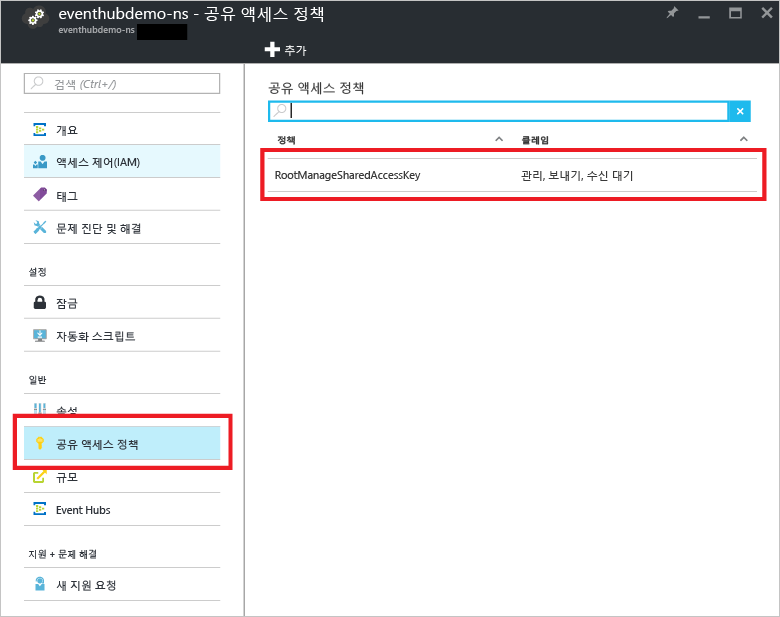 eventhubdemo-ns - 공유 액세스 정책
eventhubdemo-ns
추가
검색 (Ctrl+/)
개요
액세스 제어(IAM)
태그
문제 진단 및 해결
설정
잠금
자동화 스크립트
일반
속성
공유 액세스 정책
규모
Event Hubs
지원 + 문제 해결
새 지원 요청
공유 액세스 정책
정책 클레임
RootManageSharedAccessKey 관리, 보내기, 수신 대기